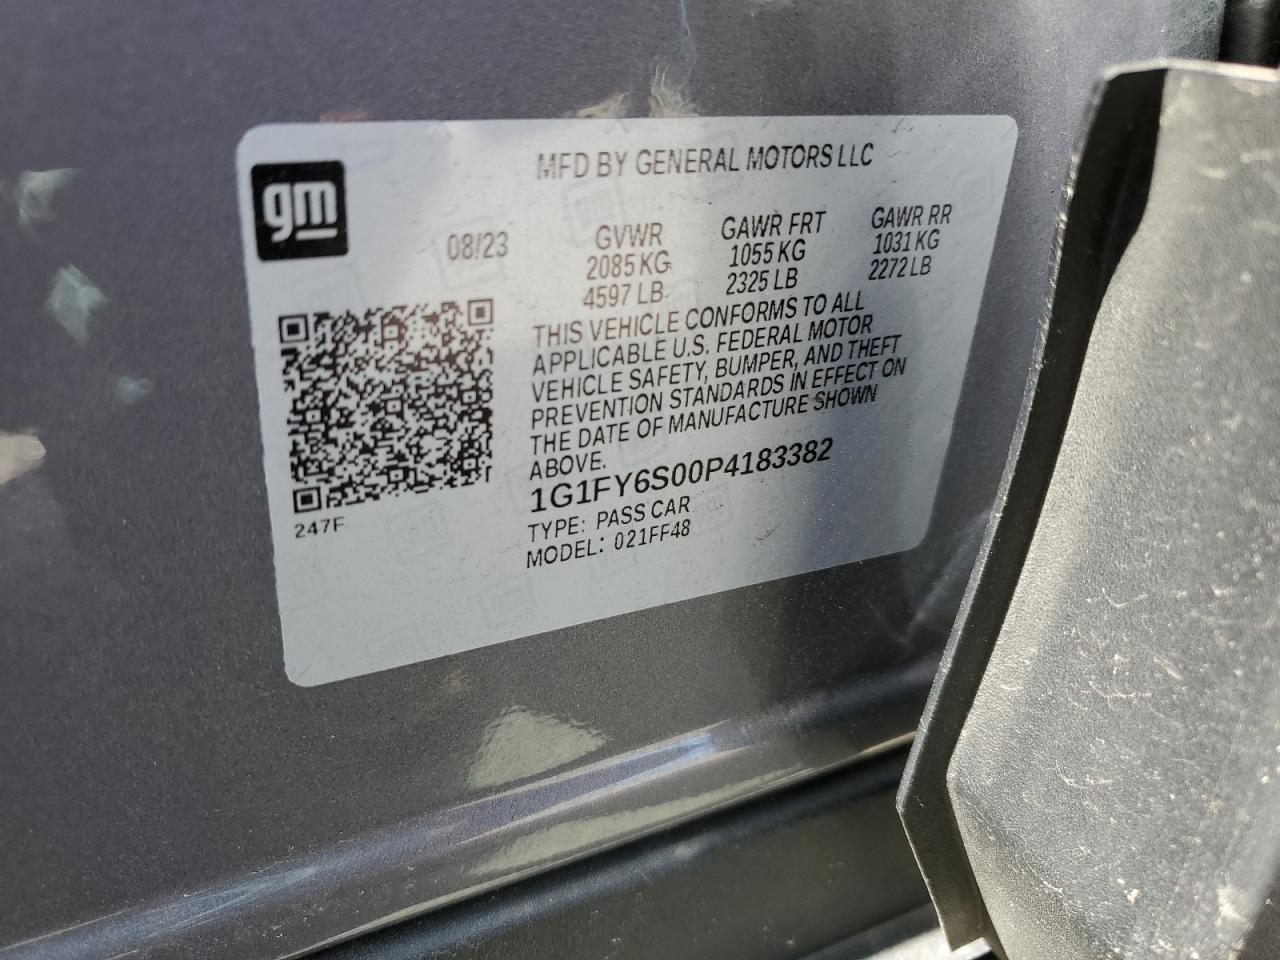 gm
MFD BY GENERAL MOTORS LLC
08/23
GVWR
2085 KG
4597 LB
GAWR FRT
1055 KG
2325 LB
GAWR RR
1031 KG
2272 LB
THIS VEHICLE CONFORMS TO ALL
APPLICABLE U.S. FEDERAL MOTOR
VEHICLE SAFETY, BUMPER, AND THEFT
PREVENTION STANDARDS IN EFFECT ON
THE DATE OF MANUFACTURE SHOWN
ABOVE.
1G1FY6S00P4183382
TYPE: PASS CAR
MODEL: 021FF48
247F